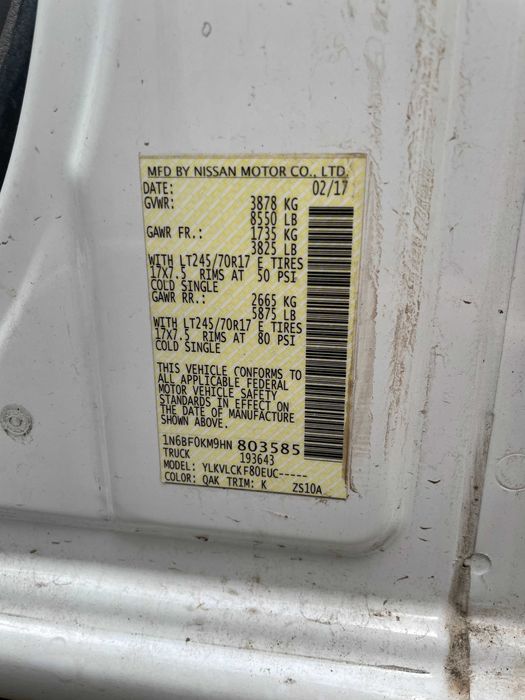 MFD BY NISSAN MOTOR CO., LTD.
DATE: 02/17
GVWR: 3878 KG
8550 LB
GAWR FR.: 1735 KG
3825 LB
WITH LT245/70R17 E TIRES
17X7.5 RIMS AT 50 PSI
COLD SINGLE
GAWR RR.: 2665 KG
5875 LB
WITH LT245/70R17 E TIRES
17X7.5 RIMS AT 80 PSI
COLD SINGLE
THIS VEHICLE CONFORMS TO
ALL APPLICABLE FEDERAL
MOTOR VEHICLE SAFETY
STANDARDS IN EFFECT ON
THE DATE OF MANUFACTURE
SHOWN ABOVE.
1N6BF0KM9HN 803585
TRUCK 193643
MODEL: YLKVLCKF80EUC-----
COLOR: QAK TRIM: K ZS10A